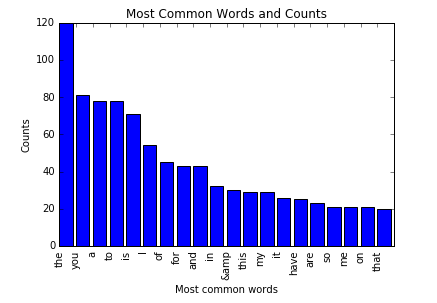 Most Common Words and Counts
120
100
80
60
40
20
0
Counts
the
you
a
to
is
I
of
for
and
in
&amp
this
my
it
have
are
so
me
on
that
Most common words